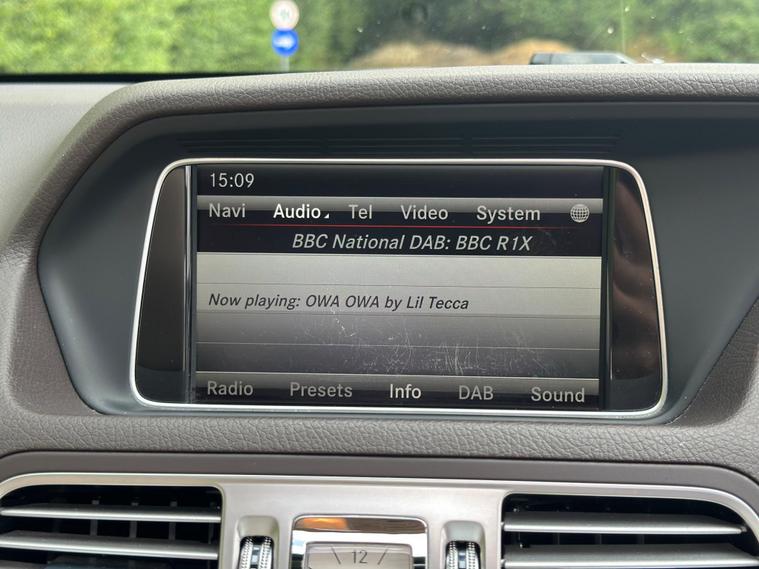 15:09
Navi Audio Tel Video System
BBC National DAB: BBC R1X
Now playing: OWA OWA by Lil Tecca
Radio Presets Info DAB Sound
12